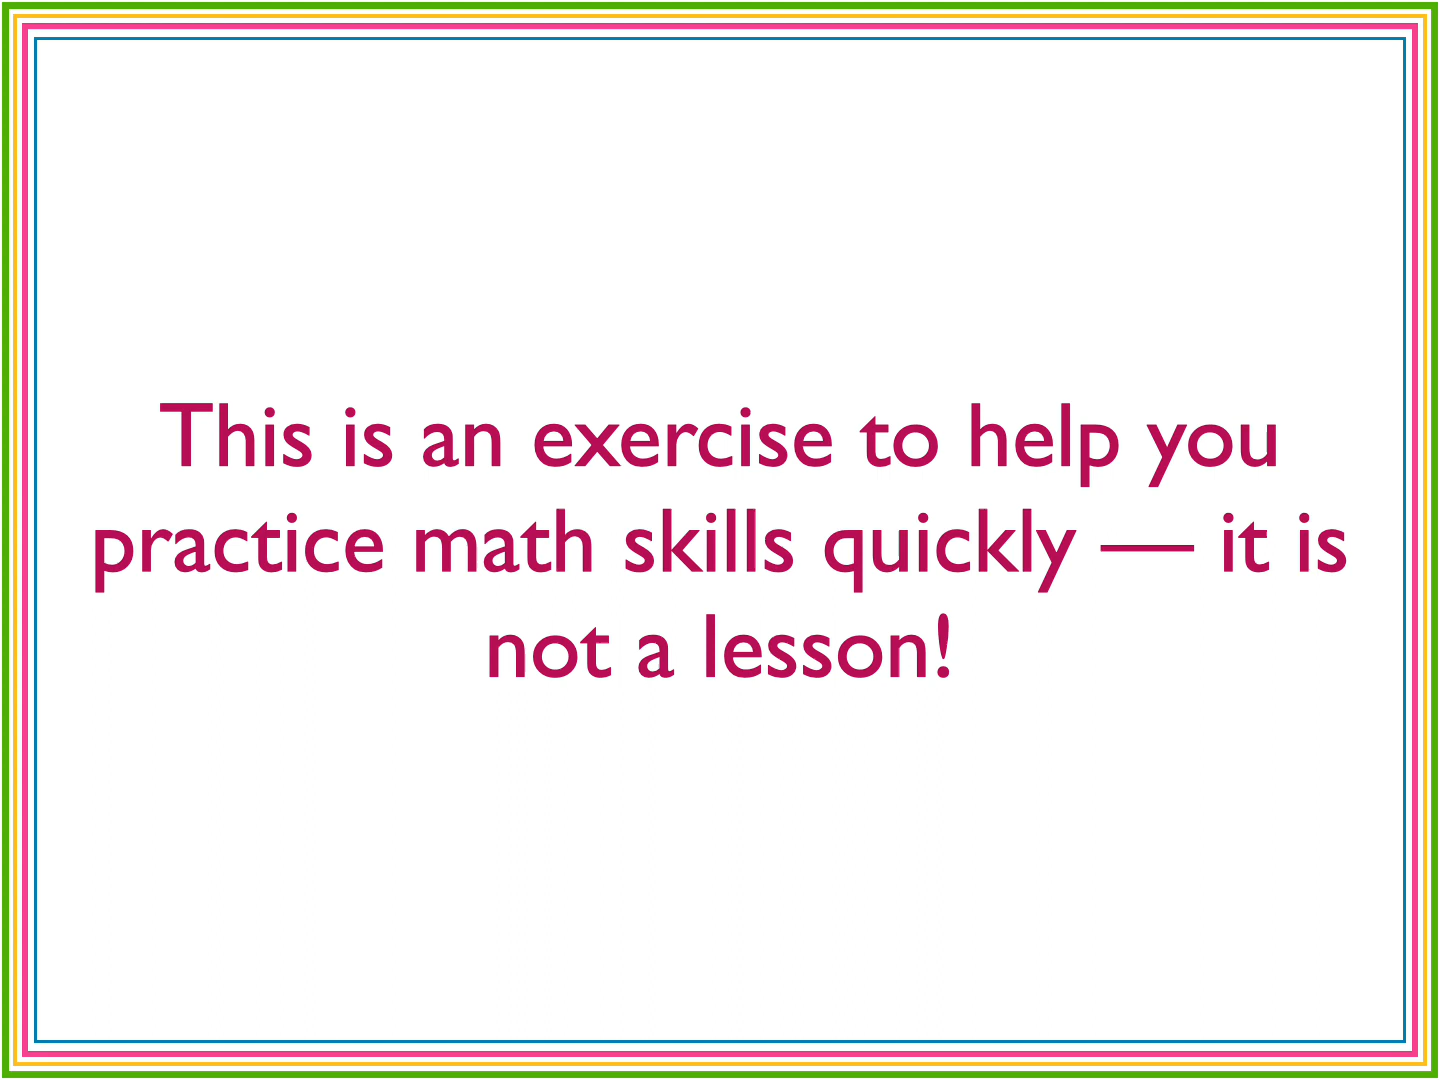 This is an exercise to help you
practice math skills quickly — it is
not a lesson!